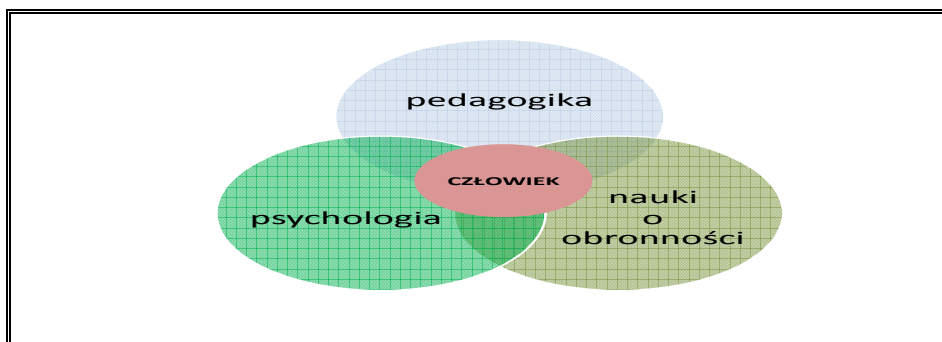 pedagogika
CZŁOWIEK
psychologia
nauki
o
obronności